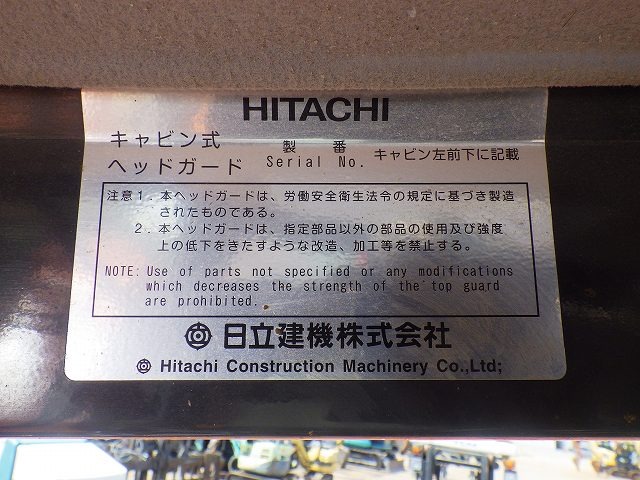 HITACHI
キャビン式 製番 キャビン左前下に記載
ヘッドガード Serial No.
注意1. 本ヘッドガードは、労働安全衛生法令の規定に基づき製造
されたものである。
2. 本ヘッドガードは、指定部品以外の部品の使用及び強度
上の低下をきたすような改造、加工等を禁止する。
NOTE: Use of parts not specified or any modifications
which decreases the strength of the top guard
are prohibited.
日立建機株式会社
Hitachi Construction Machinery Co.,Ltd;